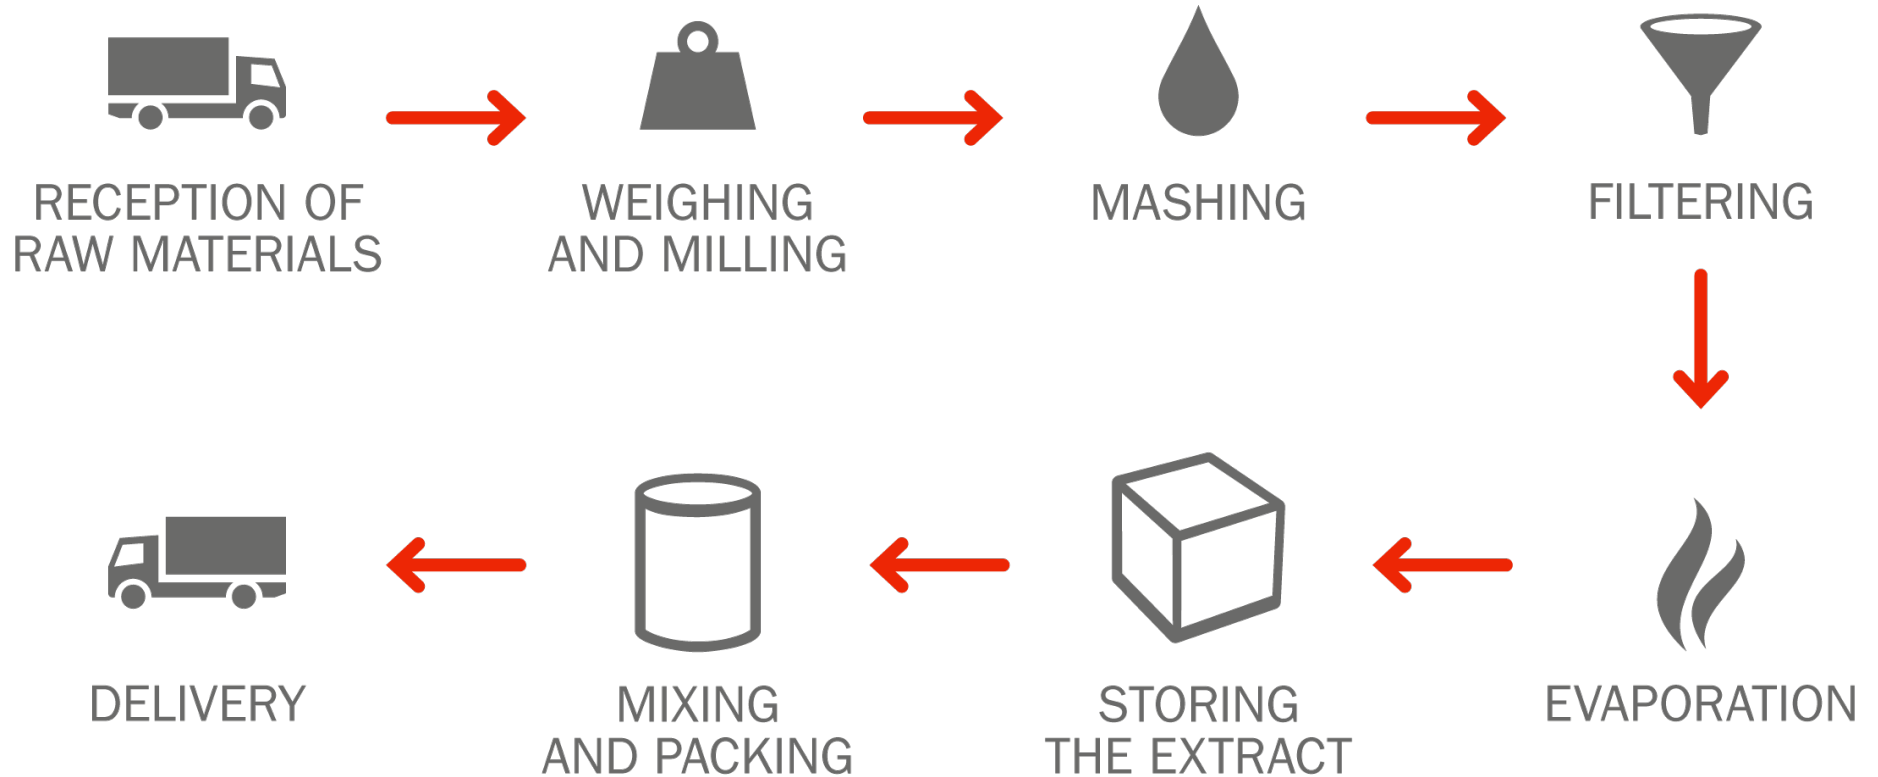 RECEPTION OF
RAW MATERIALS
WEIGHING
AND MILLING
MASHING
FILTERING
EVAPORATION
STORING
THE EXTRACT
MIXING
AND PACKING
DELIVERY